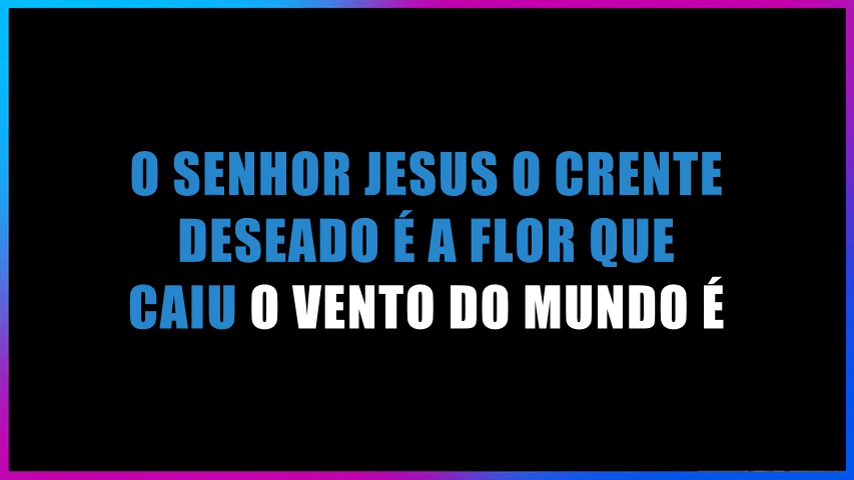 O SENHOR JESUS O CRENTE
DESEADO É A FLOR QUE
CAIU O VENTO DO MUNDO É